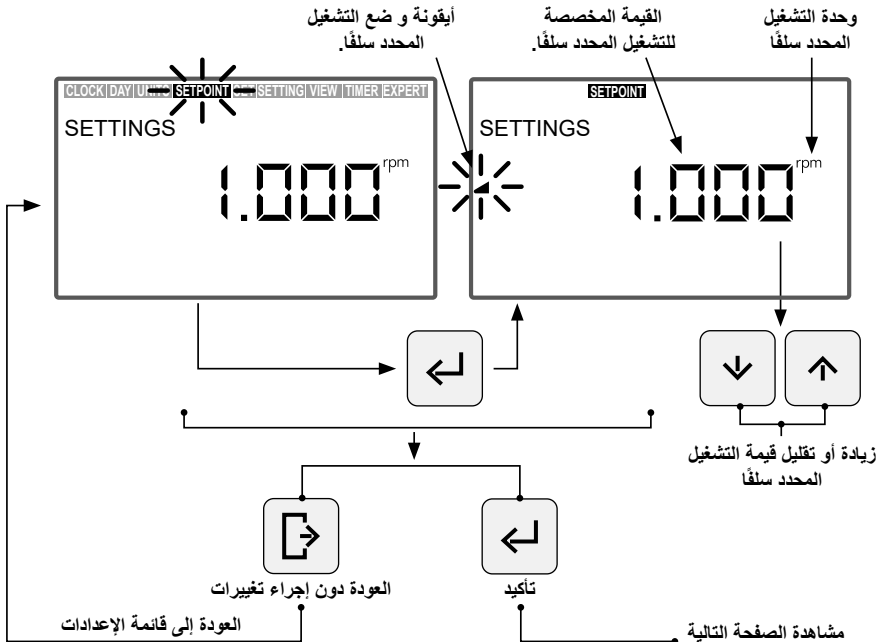 وحدة التشغيل
المحدد سلفًا
القيمة المخصصة
للتشغيل المحدد سلفًا.
أيقونة و ضع التشغيل
المحدد سلفًا.
CLOCK DAY SETPOINT SETTING VIEW TIMER EXPERT
SETTINGS
1.000 rpm
SETPOINT
SETTINGS
1.000 rpm
زيادة أو تقليل قيمة التشغيل
المحدد سلفًا
تأكيد
العودة دون إجراء تغييرات
العودة إلى قائمة الإعدادات
مشاهدة الصفحة التالية